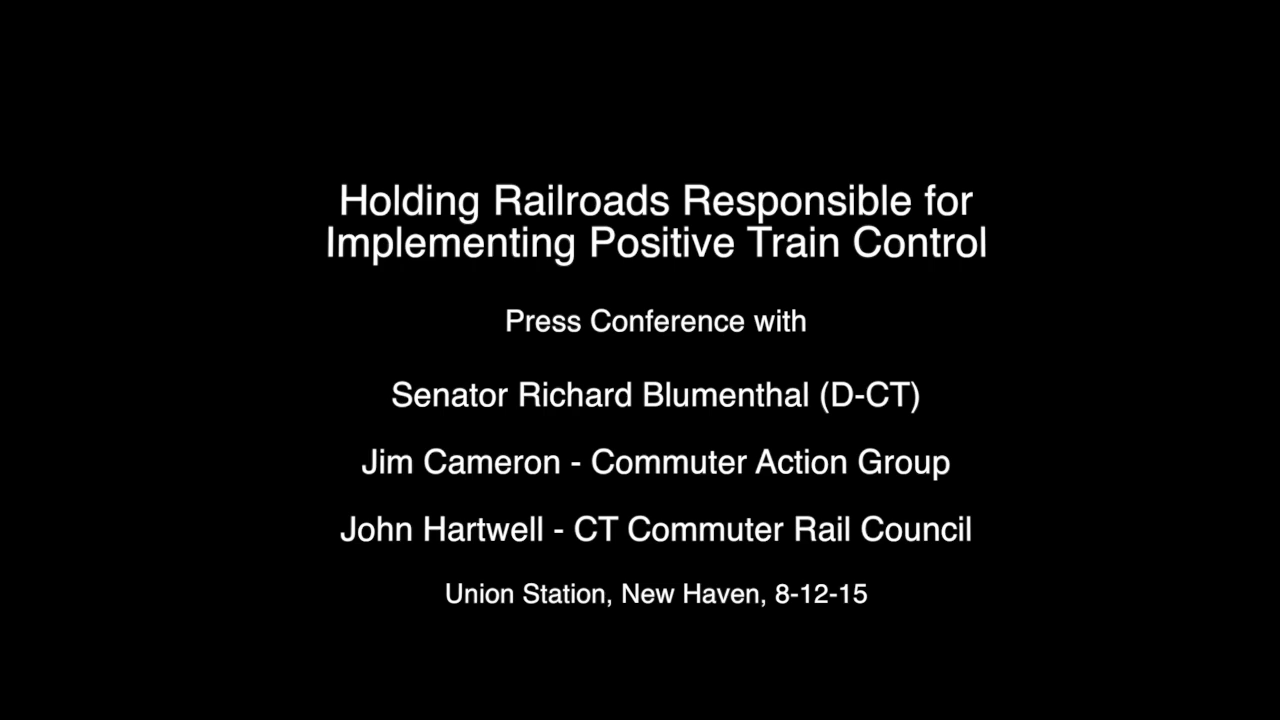 Holding Railroads Responsible for
Implementing Positive Train Control
Press Conference with
Senator Richard Blumenthal (D-CT)
Jim Cameron - Commuter Action Group
John Hartwell - CT Commuter Rail Council
Union Station, New Haven, 8-12-15